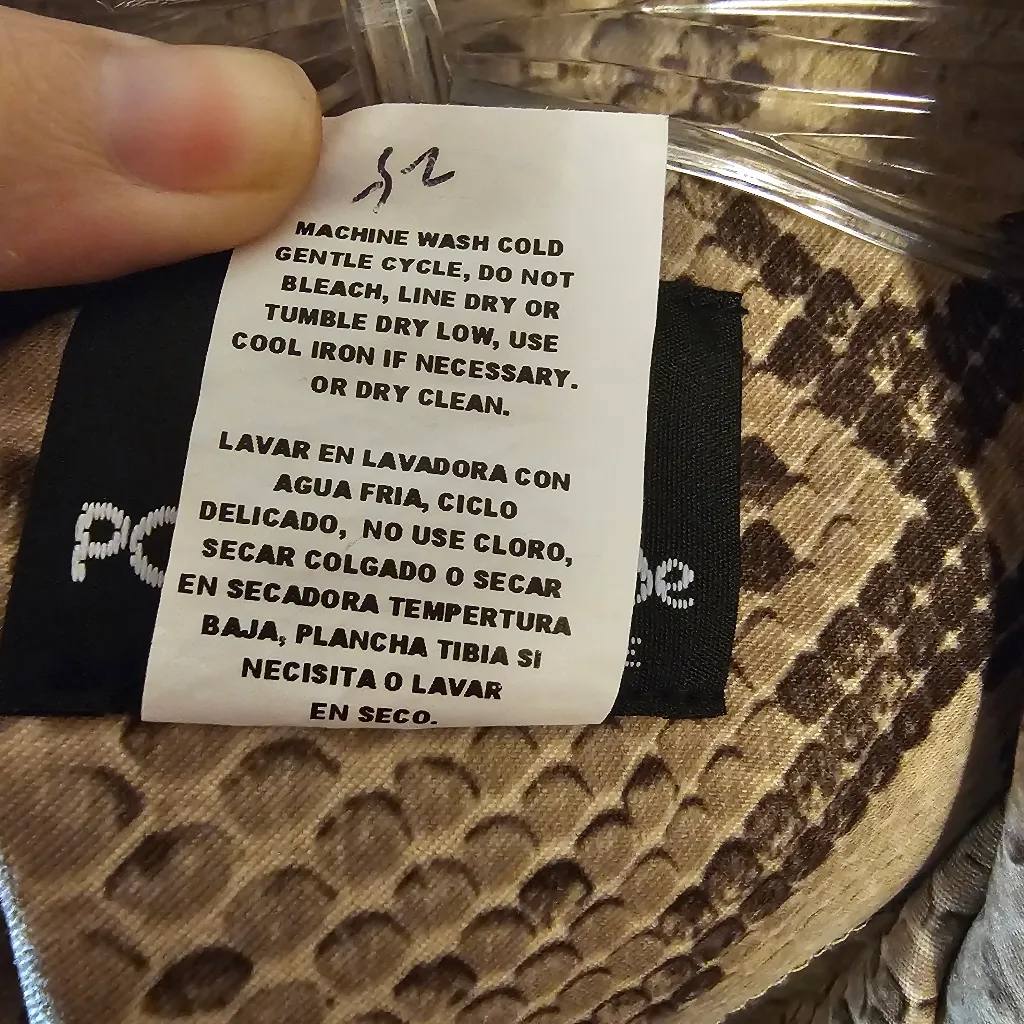 MACHINE WASH COLD
GENTLE CYCLE, DO NOT
BLEACH, LINE DRY OR
TUMBLE DRY LOW, USE
COOL IRON IF NECESSARY.
OR DRY CLEAN.
LAVAR EN LAVADORA CON
AGUA FRIA, CICLO
DELICADO, NO USE CLORO,
SECAR COLGADO O SECAR
EN SECADORA TEMPERTURA
BAJA, PLANCHA TIBIA SI
NECISITA O LAVAR
EN SECO.